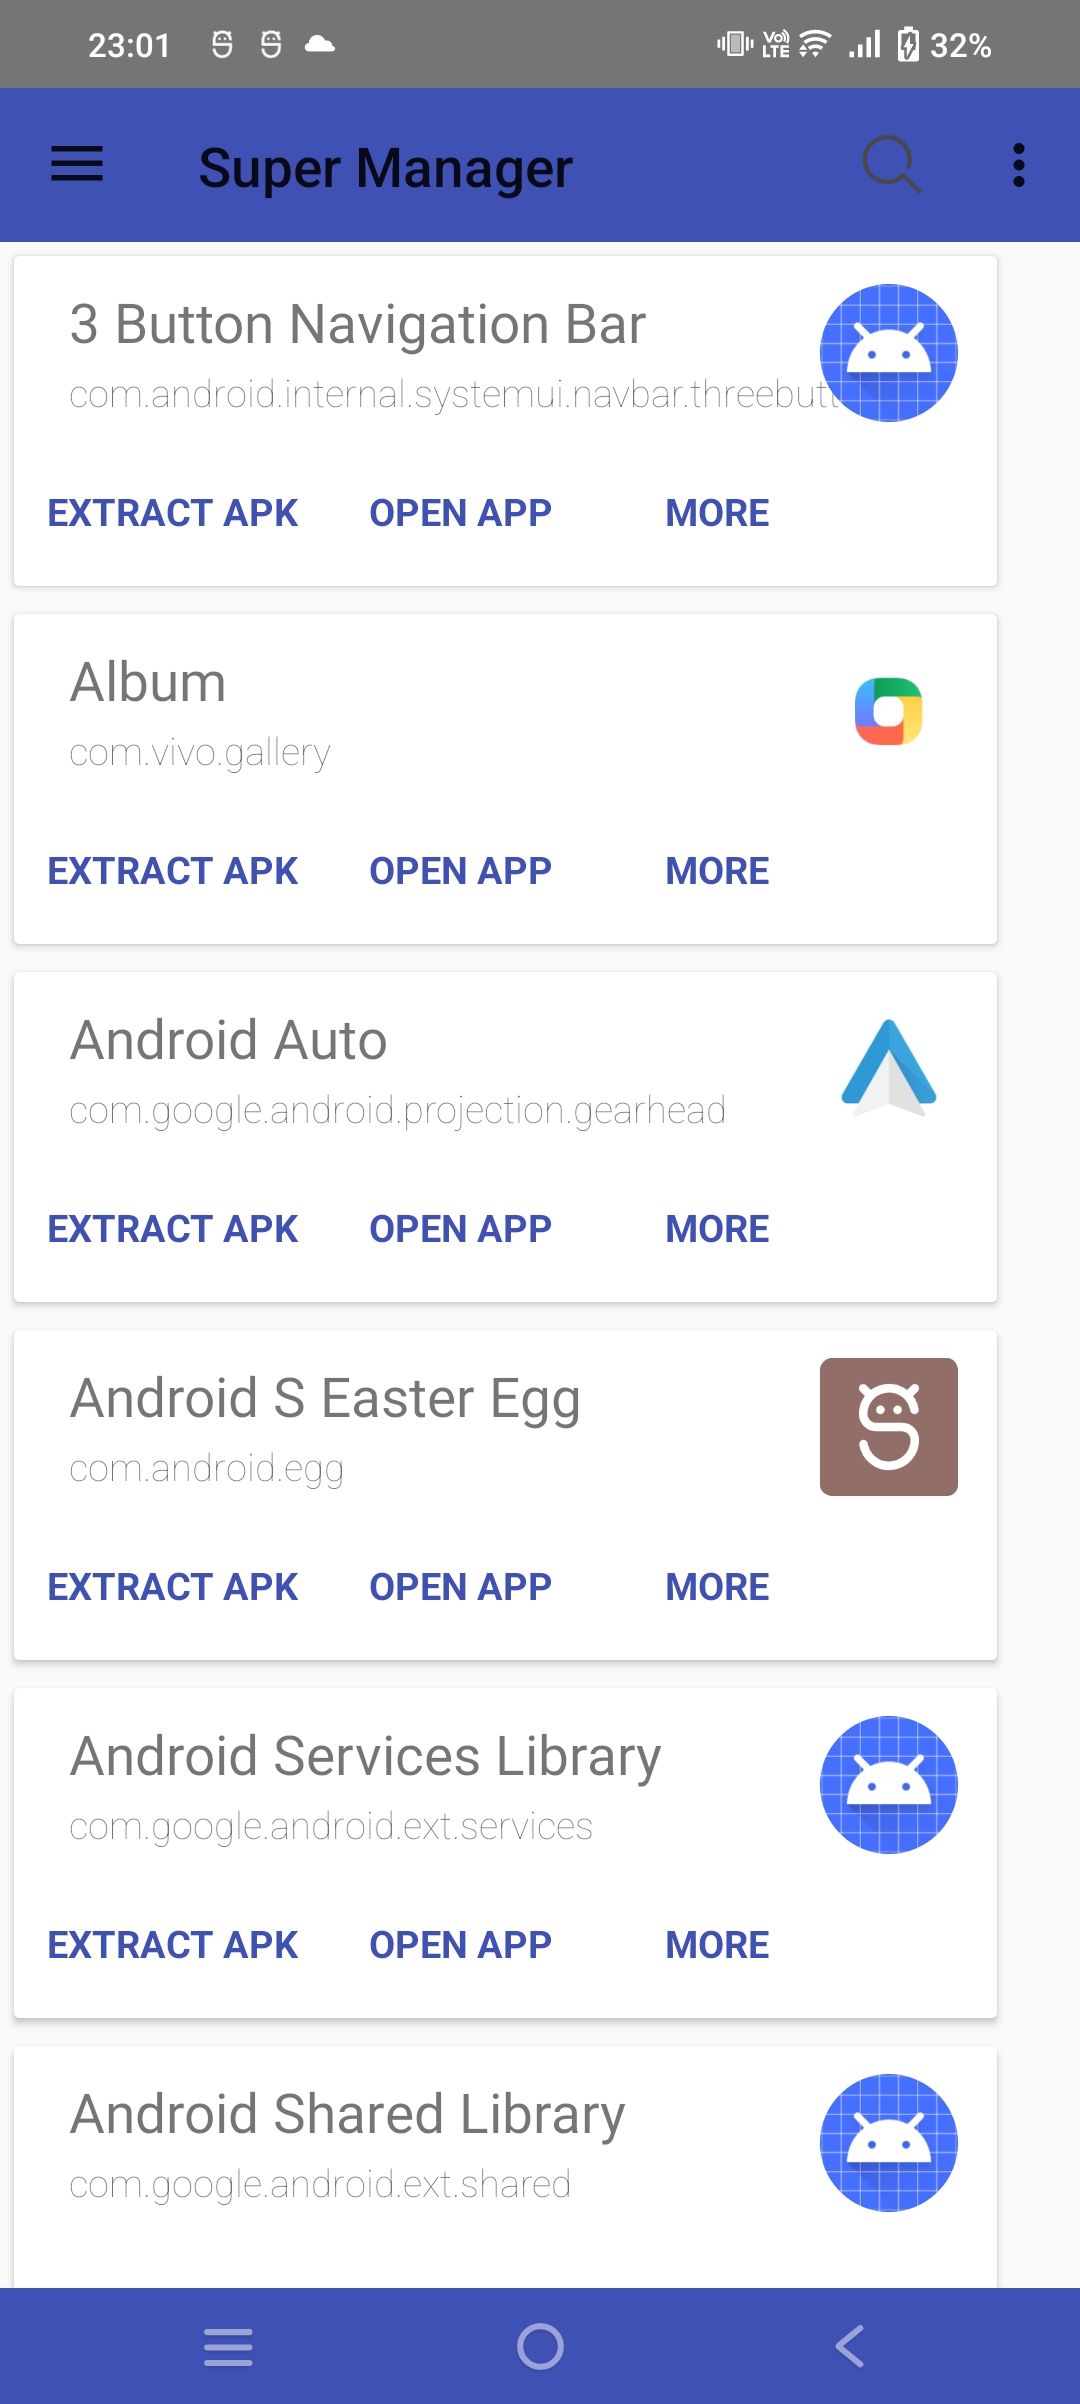 23:01 Vo) LTE 32%
Super Manager
3 Button Navigation Bar
com.android.internal.systemui.navbar.threebutt
EXTRACT APK OPEN APP MORE
Album
com.vivo.gallery
EXTRACT APK OPEN APP MORE
Android Auto
com.google.android.projection.gearhead
EXTRACT APK OPEN APP MORE
Android S Easter Egg
com.android.egg
EXTRACT APK OPEN APP MORE
Android Services Library
com.google.android.ext.services
EXTRACT APK OPEN APP MORE
Android Shared Library
com.google.android.ext.shared